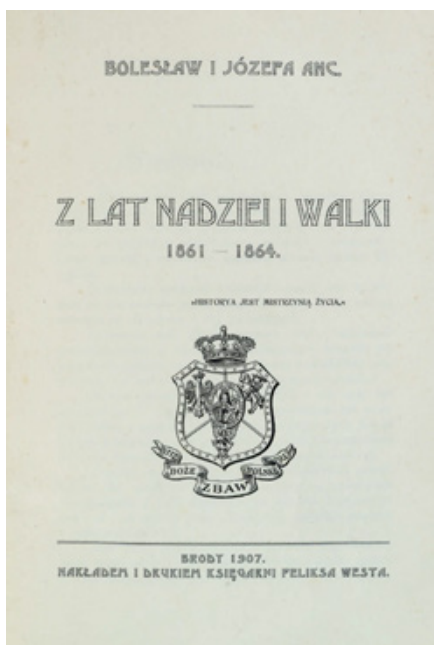 BOLESŁAW I JÓZEFA ANC.
Z LAT NADZIEI I WALKI
1861 — 1864.
»HISTORYA JEST MISTRZYNIĄ ŻYCIA.«
BOŻE
ZBAW
POLSKĘ
BRODY 1907.
NAKŁADEM I DRUKIEM KSIĘGARNI FELIKSA WESTA.